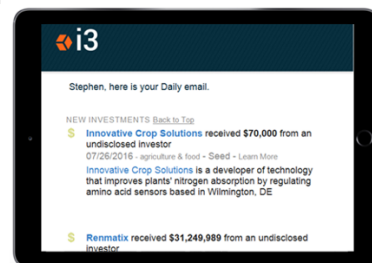 i3
Stephen, here is your Daily email.
NEW INVESTMENTS Back to Top
$ Innovative Crop Solutions received $70,000 from an
undisclosed investor
07/26/2016 - agriculture & food - Seed - Learn More
Innovative Crop Solutions is a developer of technology
that improves plants' nitrogen absorption by regulating
amino acid sensors based in Wilmington, DE
$ Renmatix received $31,249,989 from an undisclosed
investor